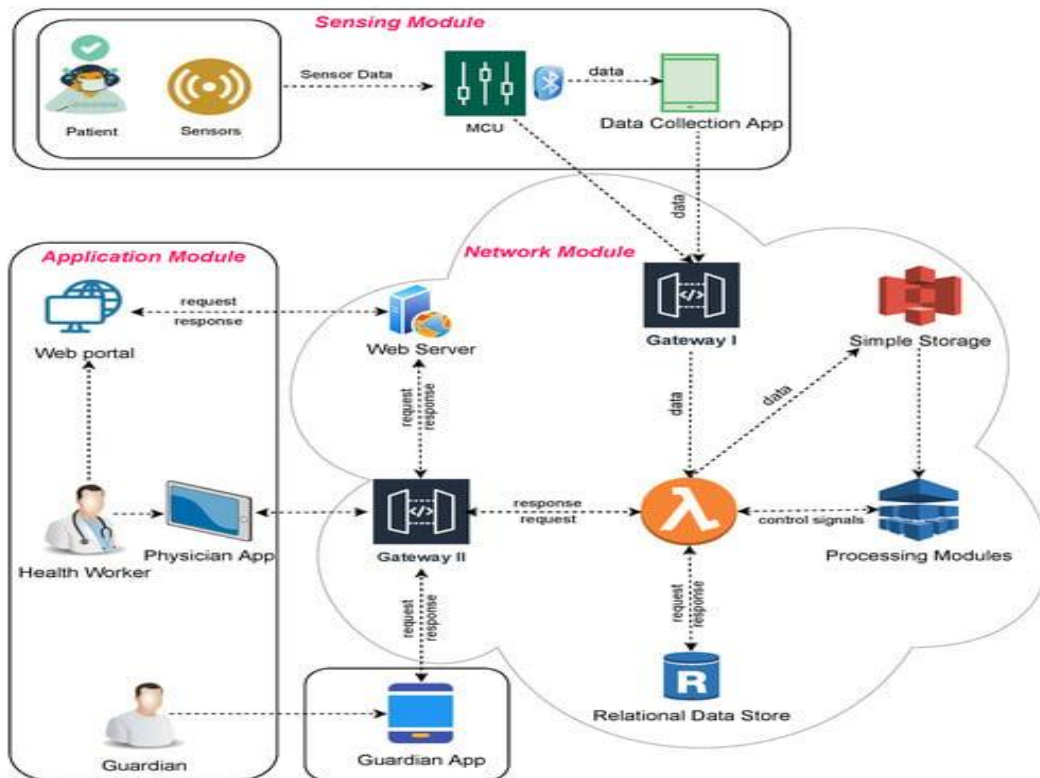 Sensing Module
Patient
Sensors
Sensor Data
MCU
data
Data Collection App
data
Application Module
Network Module
Web portal
request
response
Web Server
</>
Gateway I
Simple Storage
request
response
data
data
Health Worker
Physician App
</>
Gateway II
response
request
λ
control signals
Processing Modules
request
response
request
response
R
Relational Data Store
Guardian
Guardian App